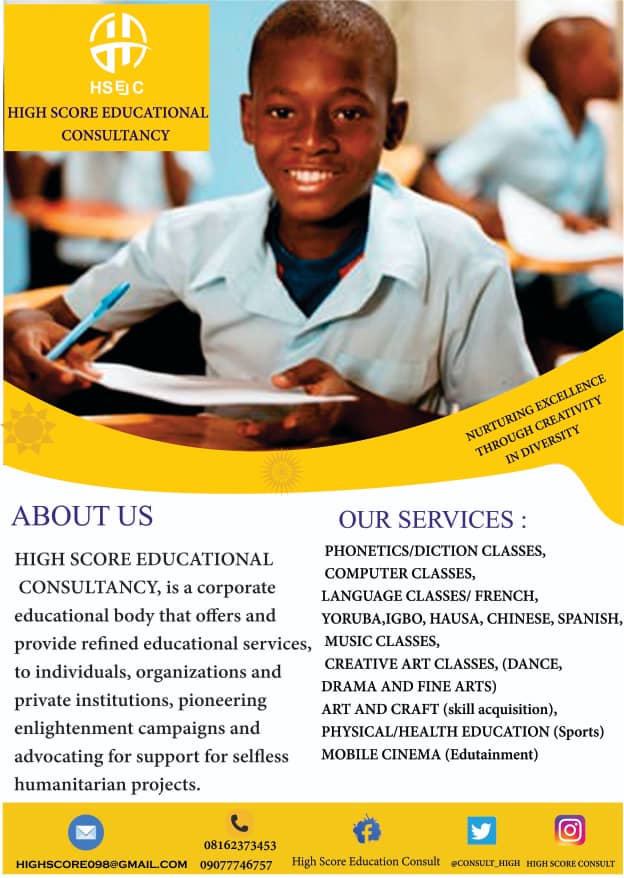 HSEC
HIGH SCORE EDUCATIONAL
CONSULTANCY
NURTURING EXCELLENCE
THROUGH CREATIVITY
IN DIVERSITY
ABOUT US
HIGH SCORE EDUCATIONAL
CONSULTANCY, is a corporate
educational body that offers and
provide refined educational services,
to individuals, organizations and
private institutions, pioneering
enlightenment campaigns and
advocating for support for selfless
humanitarian projects.
OUR SERVICES :
PHONETICS/DICTION CLASSES,
COMPUTER CLASSES,
LANGUAGE CLASSES/ FRENCH,
YORUBA,IGBO, HAUSA, CHINESE, SPANISH,
MUSIC CLASSES,
CREATIVE ART CLASSES, (DANCE,
DRAMA AND FINE ARTS)
ART AND CRAFT (skill acquisition),
PHYSICAL/HEALTH EDUCATION (Sports)
MOBILE CINEMA (Edutainment)
HIGHSCORE098@GMAIL.COM
08162373453
09077746757
High Score Education Consult
@CONSULT_HIGH
HIGH SCORE CONSULT